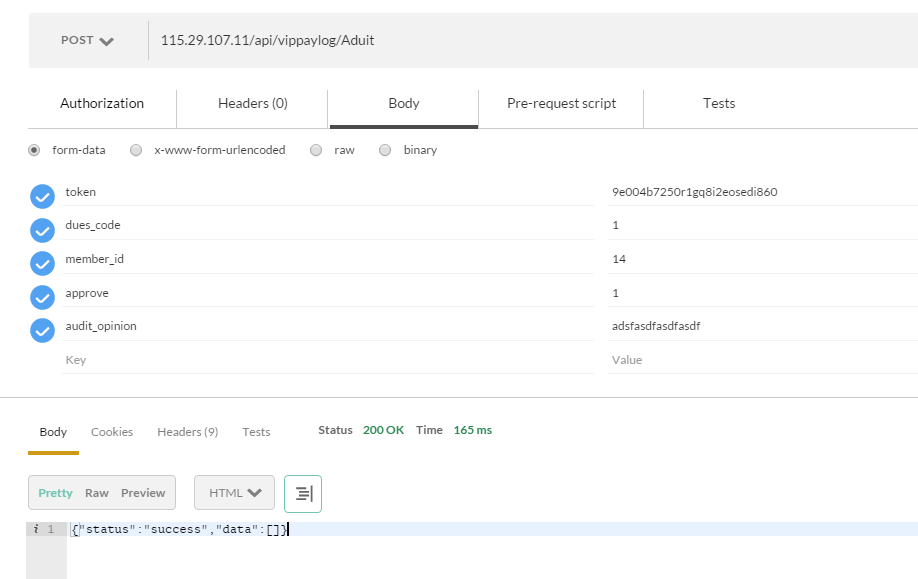 POST 115.29.107.11/api/vippaylog/Aduit
Authorization Headers (0) Body Pre-request script Tests
form-data x-www-form-urlencoded raw binary
token 9e004b7250r1gq8i2eosedi860
dues_code 1
member_id 14
approve 1
audit_opinion adsfasdfasdfasdf
Key Value
Body Cookies Headers (9) Tests Status 200 OK Time 165 ms
Pretty Raw Preview HTML
i 1 {"status":"success","data":[]}